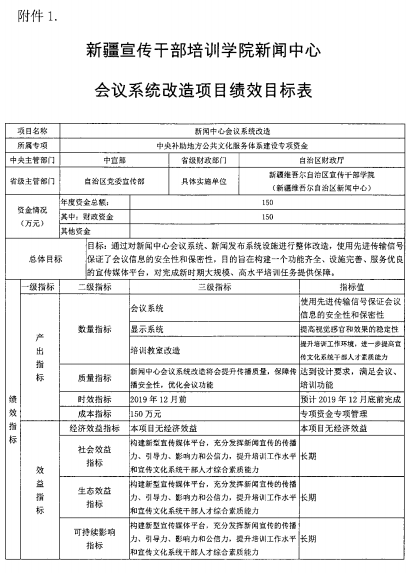 附件1.
新疆宣传干部培训学院新闻中心
会议系统改造项目绩效目标表
项目名称 新闻中心会议系统改造
所属专项 中央补助地方公共文化服务体系建设专项资金
中央主管部门 中宣部 省级财政部门 自治区财政厅
省级主管部门 自治区党委宣传部 具体实施单位 新疆维吾尔自治区宣传干部学院
（新疆维吾尔自治区新闻中心）
资金情况
（万元）
年度资金总额： 150
其中：财政资金 150
其他资金
总体目标
目标：通过对新闻中心会议系统、新闻发布系统设施进行整体改造，使用先进传输信号
保证了会议信息的安全性和保密性，目的旨在构建一个功能齐全、设施完善、服务优良
的宣传媒体平台，对完成新时期大规模、高水平培训任务提供保障。
绩效指标
一级指标 二级指标 三级指标 指标值
产出指标
数量指标
会议系统 使用先进传输信号保证会议
信息的安全性和保密性
显示系统 提高视觉感官和效果的稳定性
培训教室改造 提升培训工作环境，进一步提高宣
传文化系统干部人才素质能力
质量指标 新闻中心会议系统改造将会提升传播质量，保障传
播安全性，优化会议功能
达到设计要求，满足会议、
培训功能
时效指标 2019年12月前 预计2019年12月底前完成
成本指标 150万元 专项资金专项管理
效益指标
经济效益指标 本项目无经济效益 本项目无经济效益
社会效益
指标
构建新型宣传媒体平台，充分发挥新闻宣传的传播
力、引导力、影响力和公信力，提升培训工作水平
和宣传文化系统干部人才综合素质能力
长期
生态效益
指标
构建新型宣传媒体平台，充分发挥新闻宣传的传播
力、引导力、影响力和公信力，提升培训工作水平
和宣传文化系统干部人才综合素质能力
长期
可持续影响
指标
构建新型宣传媒体平台，充分发挥新闻宣传的传播
力、引导力、影响力和公信力，提升培训工作水平
和宣传文化系统干部人才综合素质能力
长期